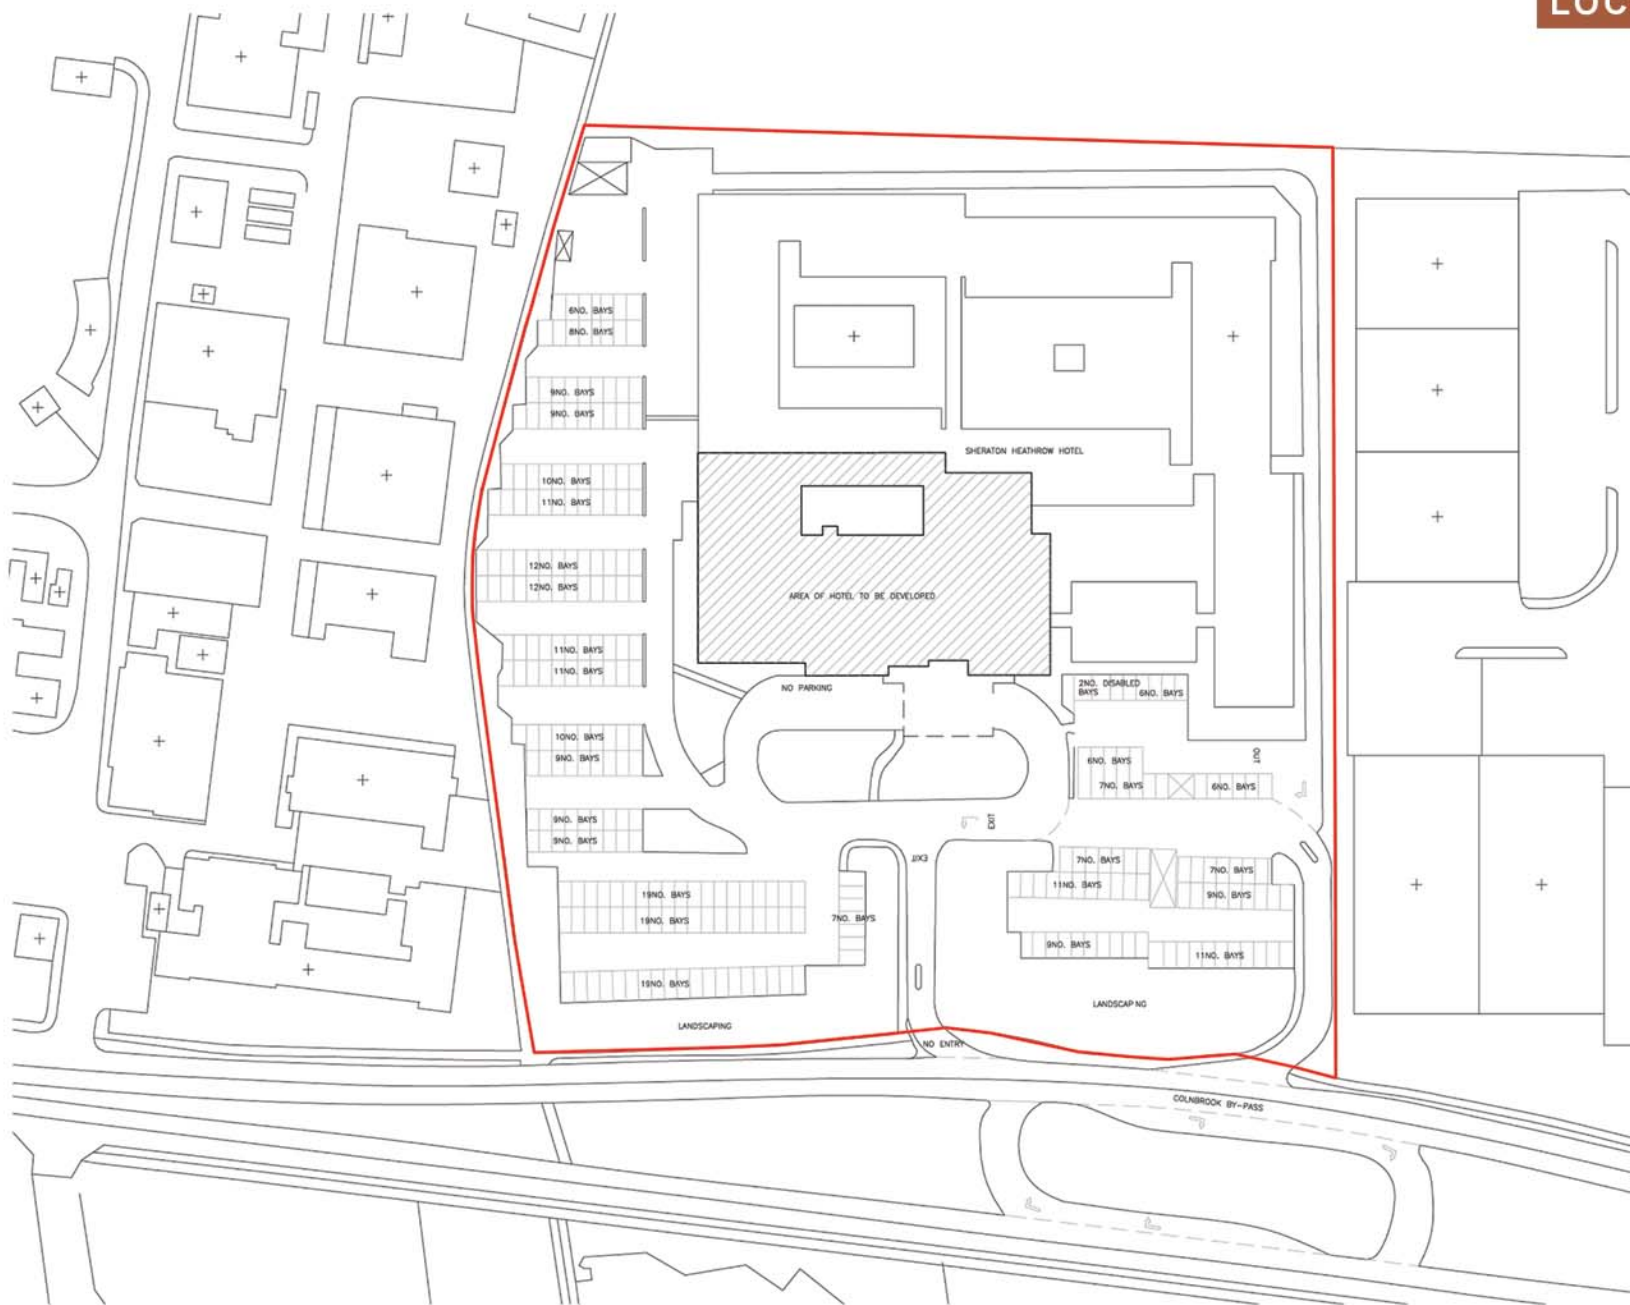 LOC
6NO. BAYS
8NO. BAYS
9NO. BAYS
9NO. BAYS
SHERATON HEATHROW HOTEL
10NO. BAYS
11NO. BAYS
12NO. BAYS
12NO. BAYS
AREA OF HOTEL TO BE DEVELOPED
11NO. BAYS
11NO. BAYS
NO PARKING
2NO. DISABLED
BAYS
6NO. BAYS
10NO. BAYS
9NO. BAYS
OUT
6NO. BAYS
7NO. BAYS
6NO. BAYS
9NO. BAYS
9NO. BAYS
EXIT
EXIT
7NO. BAYS
11NO. BAYS
7NO. BAYS
9NO. BAYS
19NO. BAYS
19NO. BAYS
7NO. BAYS
9NO. BAYS
11NO. BAYS
19NO. BAYS
LANDSCAPING
LANDSCAPING
NO ENTRY
COLNBROOK BY-PASS